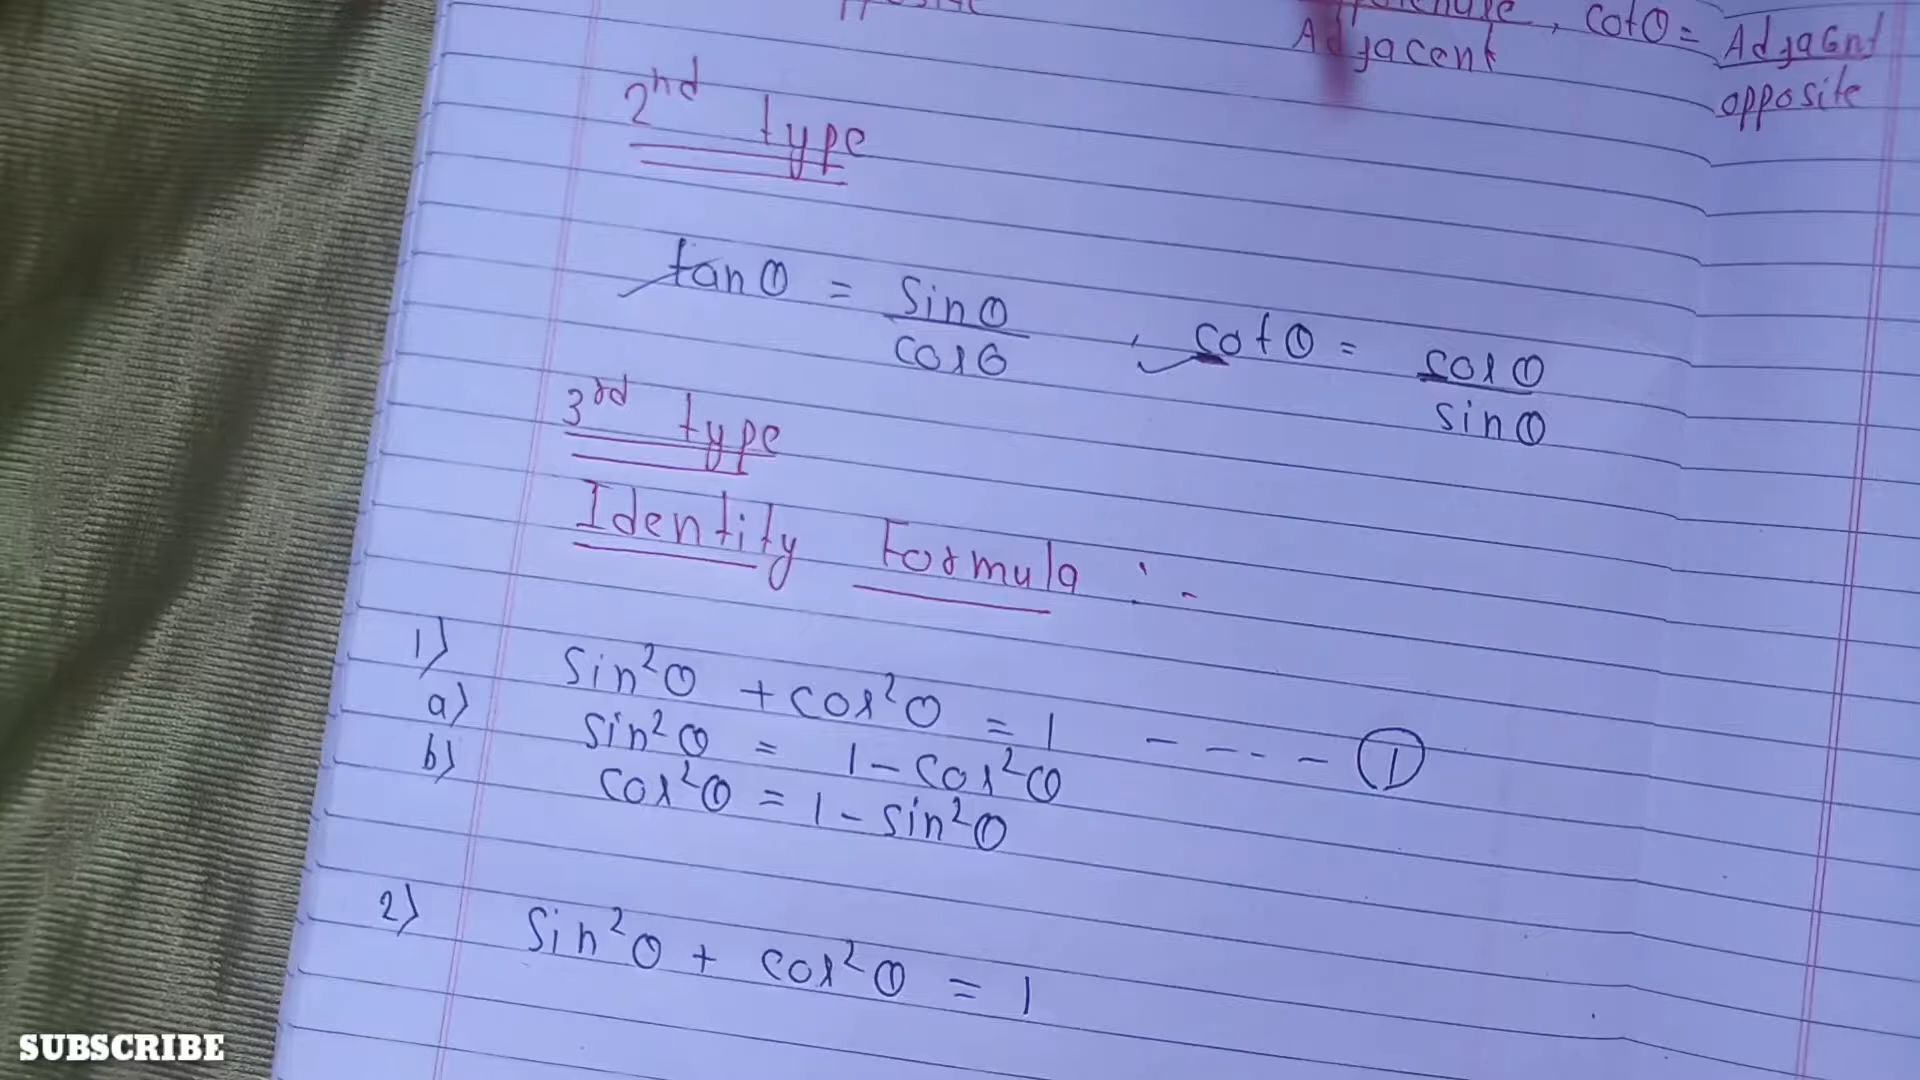 , cotθ = Adjacent
Adjacent opposite
2nd type
tanθ = sinθ / cosθ , cotθ = cosθ / sinθ
3rd type
Identity Formula :-
1) sin²θ + cos²θ = 1 ---- ①
a) sin²θ = 1 - cos²θ
b) cos²θ = 1 - sin²θ
2) sin²θ + cos²θ = 1
SUBSCRIBE